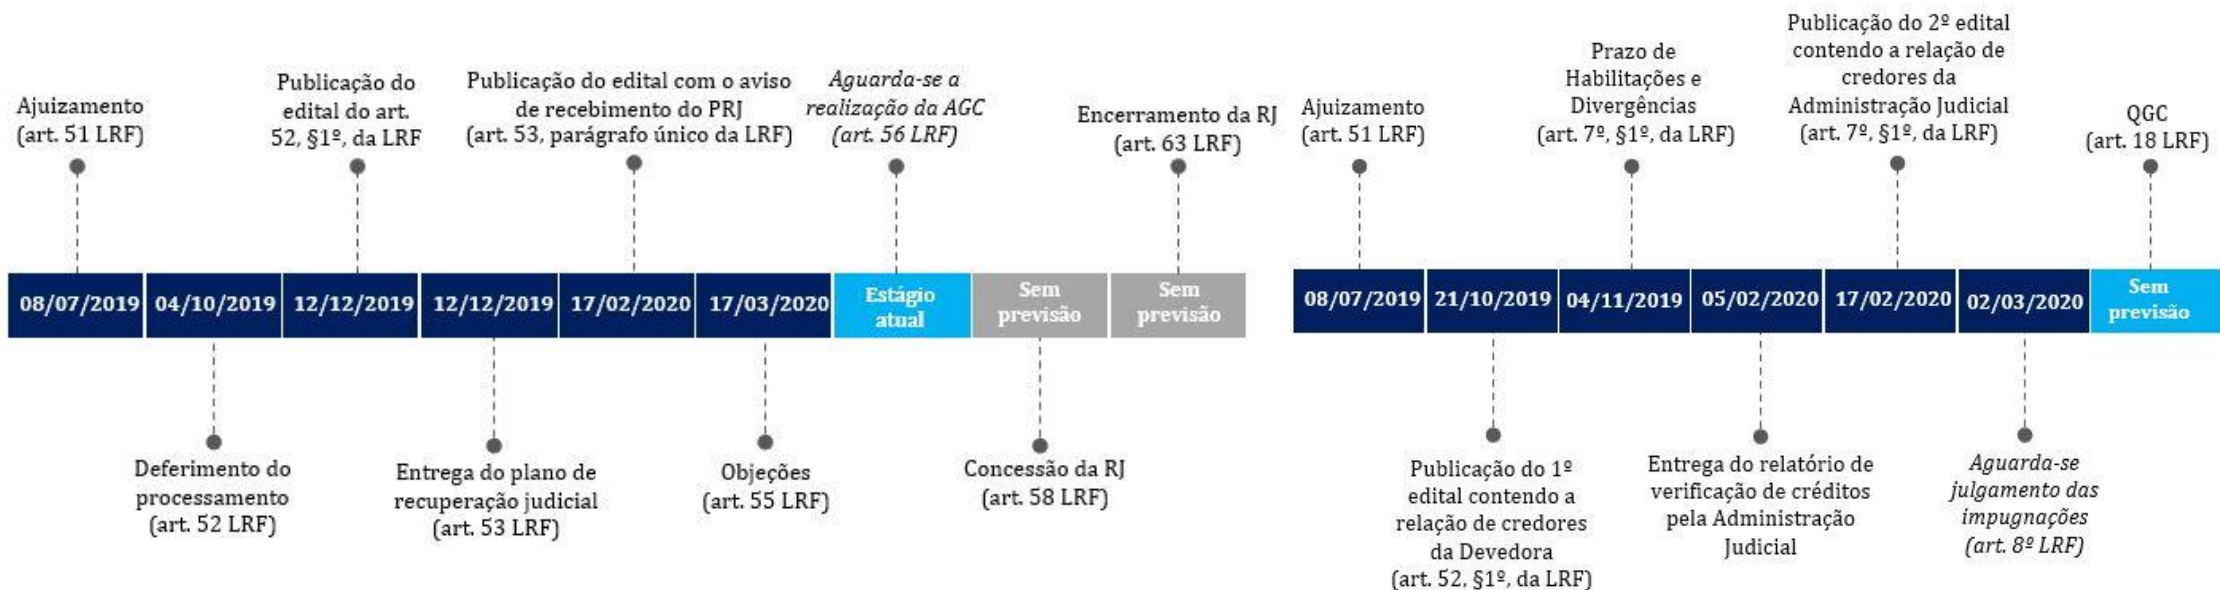 Ajuizamento
(art. 51 LRF)
Publicação do
edital do art.
52, §1º, da LRF
Publicação do edital com o aviso
de recebimento do PRJ
(art. 53, parágrafo único da LRF)
Aguarda-se a
realização da AGC
(art. 56 LRF)
Encerramento da RJ
(art. 63 LRF)
08/07/2019
04/10/2019
12/12/2019
12/12/2019
17/02/2020
17/03/2020
Estágio
atual
Sem
previsão
Sem
previsão
Deferimento do
processamento
(art. 52 LRF)
Entrega do plano de
recuperação judicial
(art. 53 LRF)
Objeções
(art. 55 LRF)
Concessão da RJ
(art. 58 LRF)
Ajuizamento
(art. 51 LRF)
Prazo de
Habilitações e
Divergências
(art. 7º, §1º, da LRF)
Publicação do 2º edital
contendo a relação de
credores da
Administração Judicial
(art. 7º, §1º, da LRF)
QGC
(art. 18 LRF)
08/07/2019
21/10/2019
04/11/2019
05/02/2020
17/02/2020
02/03/2020
Sem
previsão
Publicação do 1º
edital contendo a
relação de credores
da Devedora
(art. 52, §1º, da LRF)
Entrega do relatório de
verificação de créditos
pela Administração
Judicial
Aguarda-se
julgamento das
impugnações
(art. 8º LRF)